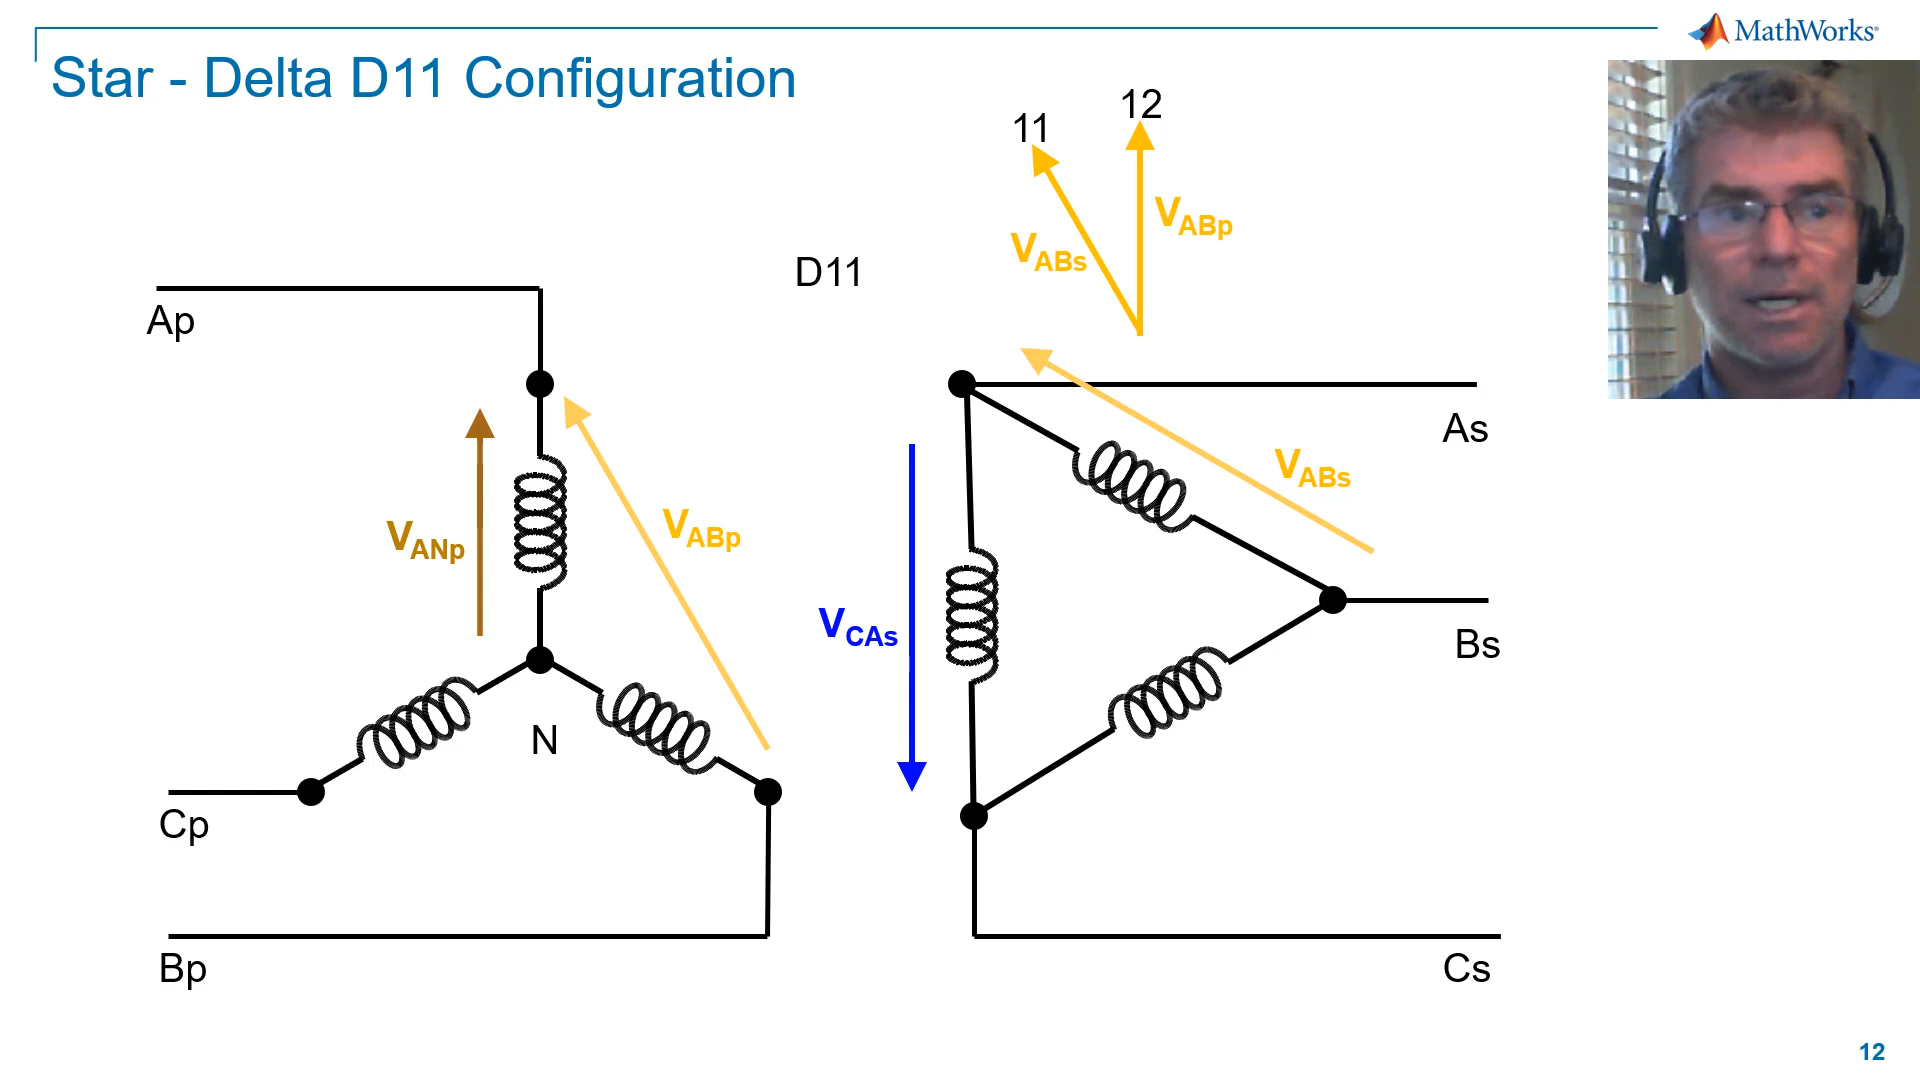 MathWorks
Star - Delta D11 Configuration
12
11
VABp
VABs
D11
Ap
As
VABs
VABp
VANp
VCAs
Bs
N
Cp
Bp
Cs
12